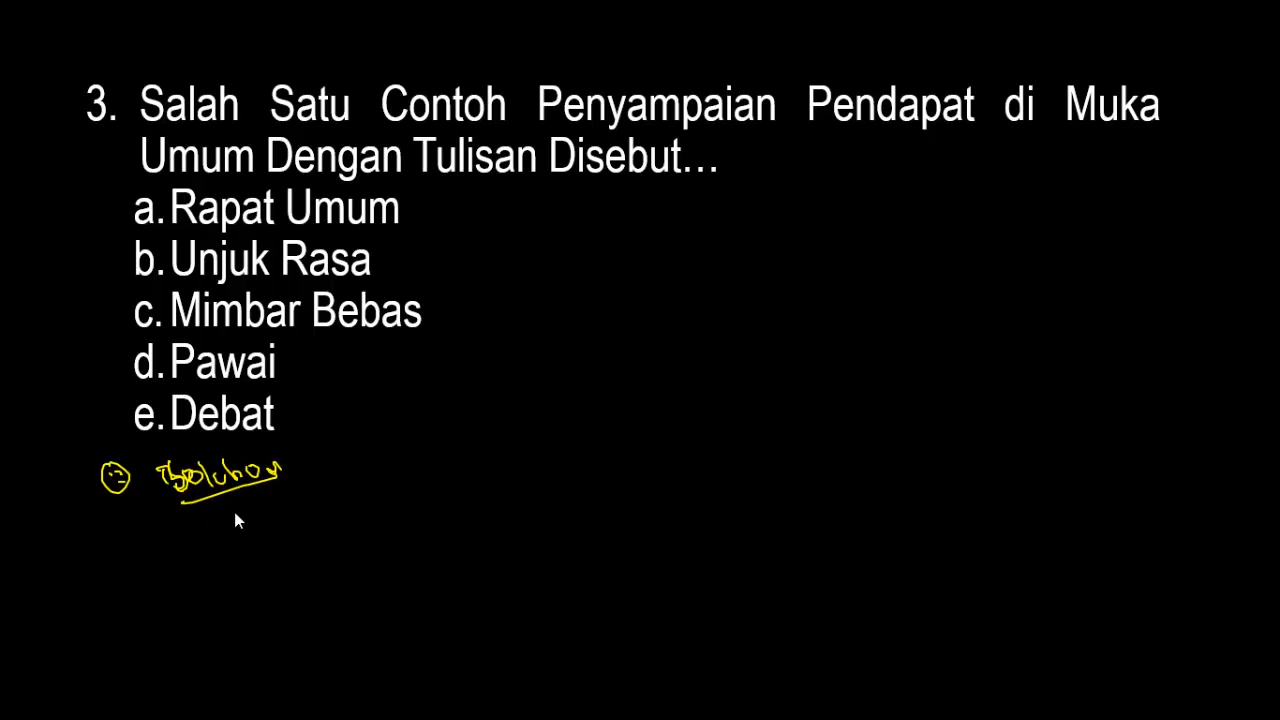 3. Salah Satu Contoh Penyampaian Pendapat di Muka
Umum Dengan Tulisan Disebut...
a. Rapat Umum
b. Unjuk Rasa
c. Mimbar Bebas
d. Pawai
e. Debat